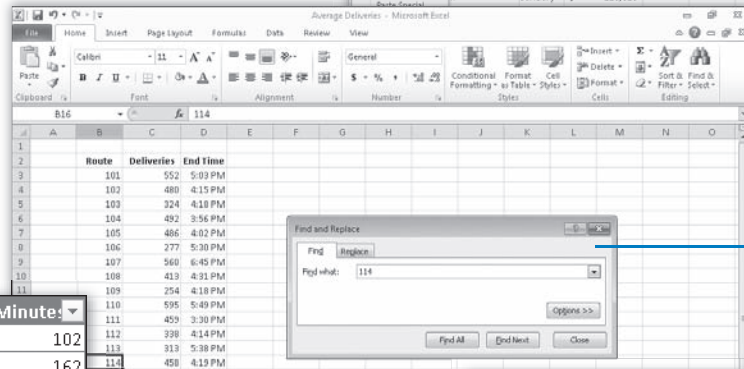 Paste Special
Average Deliveries - Microsoft Excel
File Home Insert Page Layout Formulas Data Review View
Calibri 11 A A General Insert Σ
Paste B I U A $ % , Conditional Format Cell Delete Sort & Find &
Formatting as Table Styles Format Filter Select
Clipboard Font Alignment Number Styles Cells Editing
B16 fx 114
A B C D E F G H I J K L M N O
1
2 Route Deliveries End Time
3 101 552 5:03 PM
4 102 480 4:15 PM
5 103 324 4:18 PM
6 104 492 3:56 PM
7 105 486 4:02 PM
8 106 277 5:30 PM
9 107 560 6:45 PM
10 108 413 4:31 PM
11 109 254 4:18 PM
110 595 5:49 PM
111 459 3:30 PM
112 338 4:14 PM
113 313 5:38 PM
114 458 4:19 PM
Find and Replace
Find Replace
Find what: 114
Options >>
Find All Find Next Close
Minutes
102
162